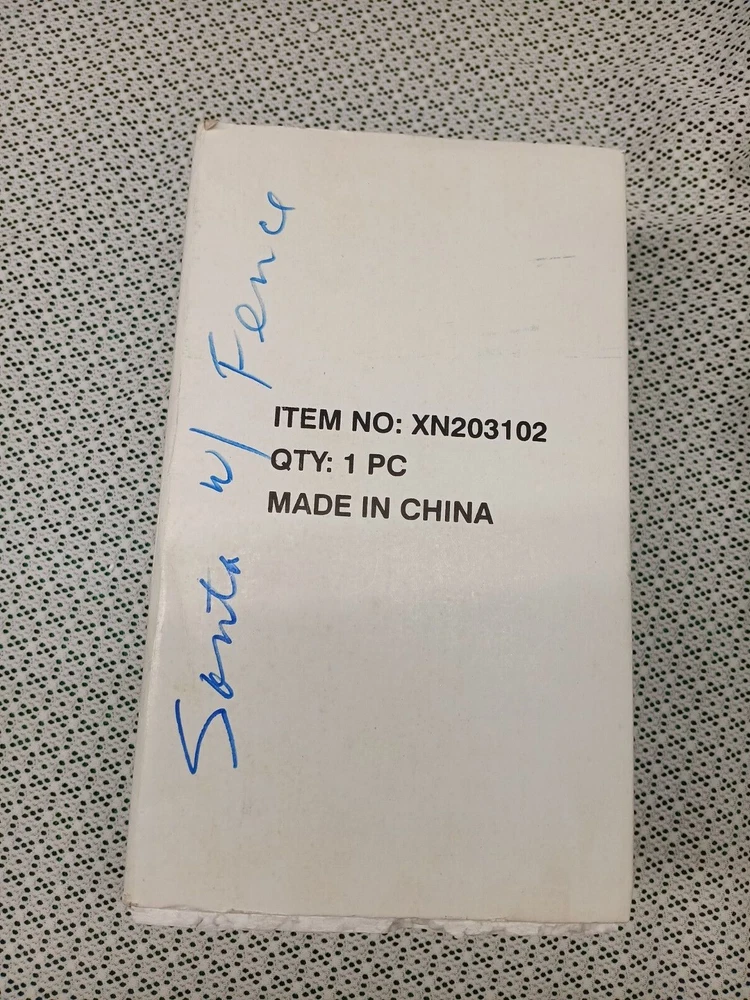 Santa w/ Fence
ITEM NO: XN203102
QTY: 1 PC
MADE IN CHINA